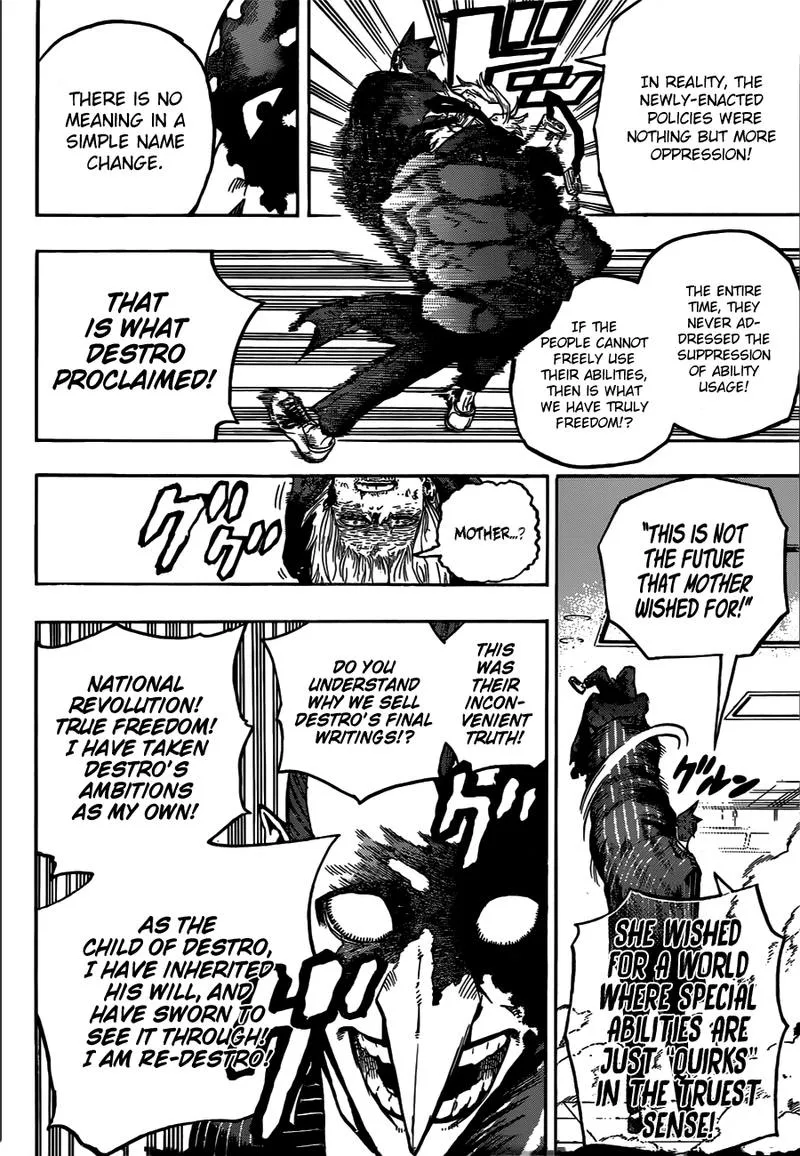 IN REALITY, THE
NEWLY-ENACTED
POLICIES WERE
NOTHING BUT MORE
OPPRESSION!
THERE IS NO
MEANING IN A
SIMPLE NAME
CHANGE.
THE ENTIRE
TIME, THEY
NEVER AD-
DRESSED THE
SUPPRESSION
OF ABILITY
USAGE!
IF THE
PEOPLE CANNOT
FREELY USE
THEIR ABILITIES,
THEN IS WHAT
WE HAVE TRULY
FREEDOM!?
THAT
IS WHAT
DESTRO
PROCLAIMED!
"THIS IS NOT
THE FUTURE
THAT MOTHER
WISHED FOR!"
グルン
SHE WISHED
FOR A WORLD
WHERE SPECIAL
ABILITIES ARE
JUST "QUIRKS"
IN THE TRUEST
SENSE!
MOTHER...?
ググ
THIS
WAS
THEIR
INCON-
VENIENT
TRUTH!
DO YOU
UNDERSTAND
WHY WE SELL
DESTRO'S FINAL
WRITINGS!?
NATIONAL
REVOLUTION!
TRUE FREEDOM!
I HAVE TAKEN
DESTRO'S
AMBITIONS
AS MY OWN!
AS THE
CHILD OF DESTRO,
I HAVE INHERITED
HIS WILL, AND
HAVE SWORN TO
SEE IT THROUGH!
I AM RE-DESTRO!